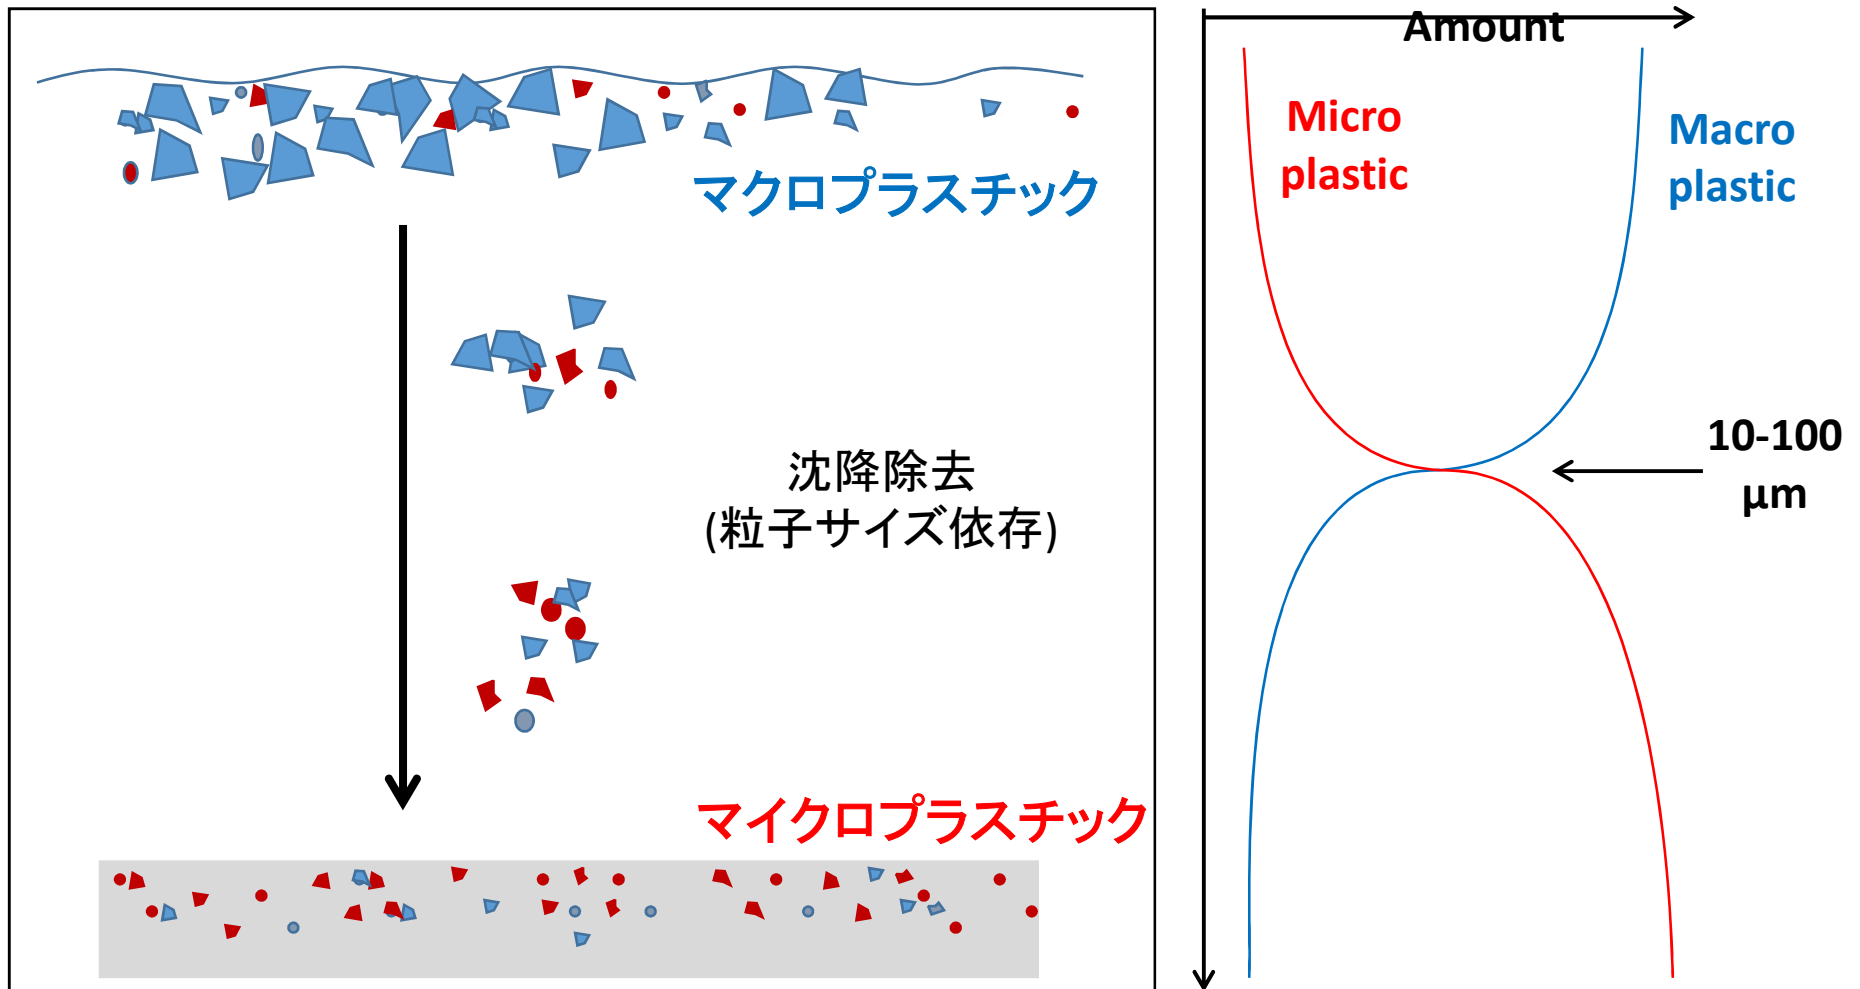 マクロプラスチック
沈降除去
(粒子サイズ依存)
マイクロプラスチック
Amount
Micro
plastic
Macro
plastic
10-100
μm